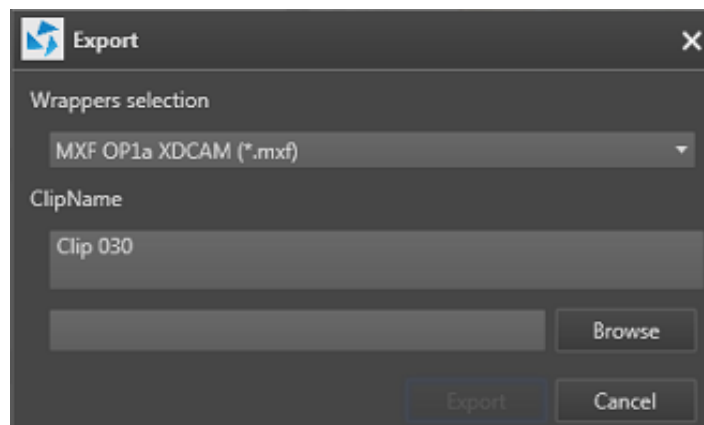 Export
Wrappers selection
MXF OP1a XDCAM (*.mxf)
ClipName
Clip 030
Browse
Export
Cancel